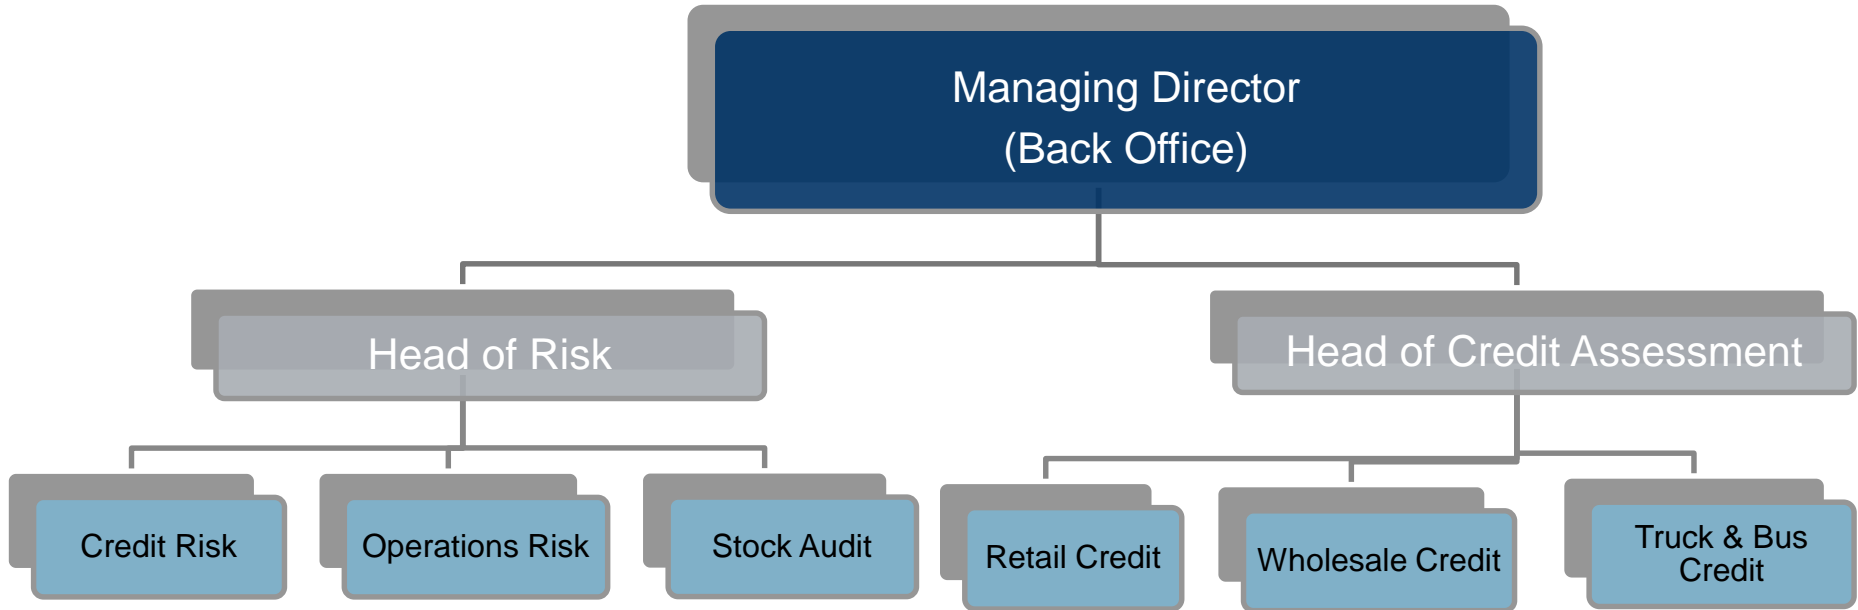 Managing Director
(Back Office)
Head of Risk
Head of Credit Assessment
Credit Risk
Operations Risk
Stock Audit
Retail Credit
Wholesale Credit
Truck & Bus
Credit